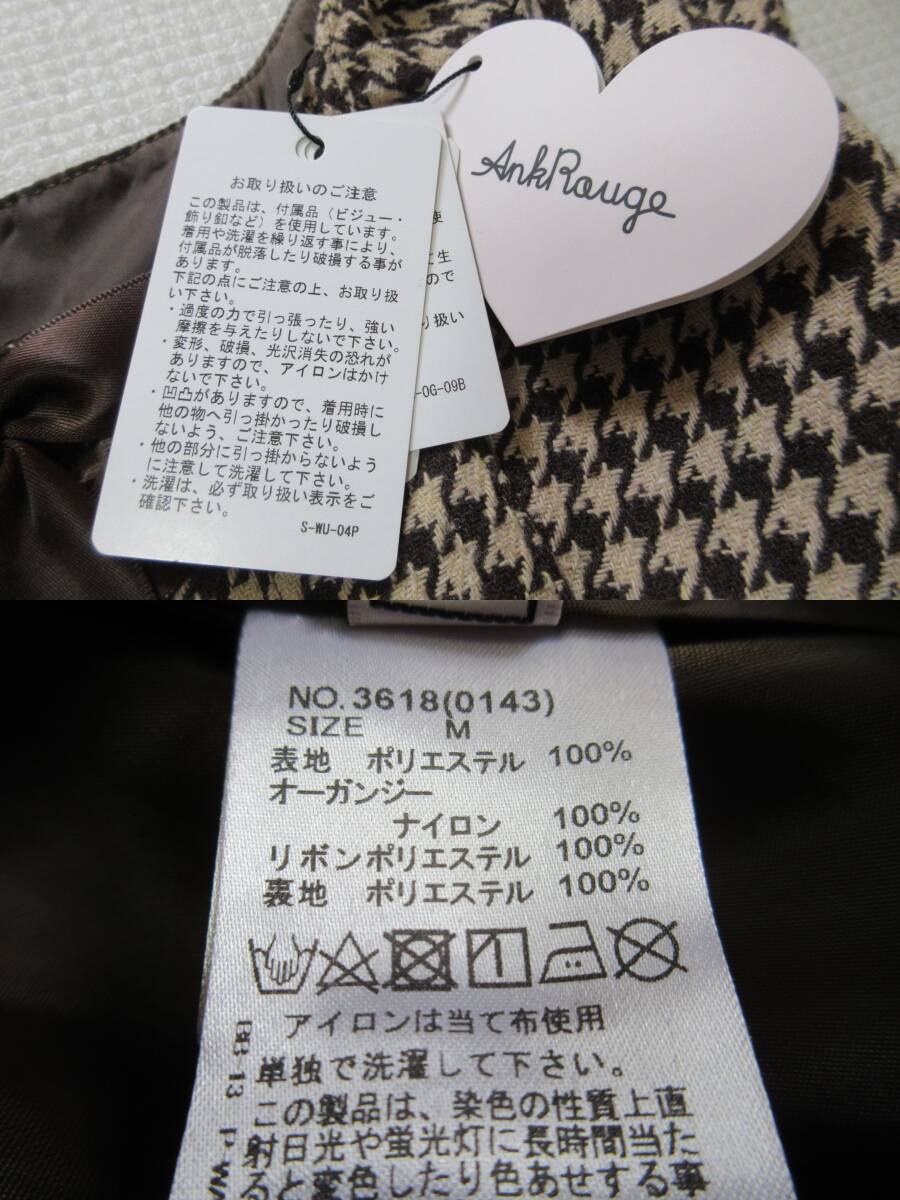 お取り扱いのご注意
この製品は、付属品（ビジュー・
飾り釦など）を使用しています。
着用や洗濯を繰り返す事により、
付属品が脱落したり破損する事が
あります。
下記の点にご注意の上、お取り扱
い下さい。
・過度の力で引っ張ったり、強い
摩擦を与えたりしないで下さい。
・変形、破損、光沢消失の恐れが
ありますので、アイロンはかけ
ないで下さい。
・凹凸がありますので、着用時に
他の物へ引っ掛かったり破損し
ないよう、ご注意下さい。
・他の部分に引っ掛からないよう
に注意して洗濯して下さい。
・洗濯は、必ず取り扱い表示をご
確認下さい。
S-WU-04P
使
に生
ので
り扱い
-OG-09B
AnkRouge
NO.3618(0143)
SIZE M
表地 ポリエステル 100%
オーガンジー
ナイロン 100%
リボンポリエステル 100%
裏地 ポリエステル 100%
アイロンは当て布使用
単独で洗濯して下さい。
この製品は、染色の性質上直
射日光や蛍光灯に長時間当た
ると変色したり色あせする事